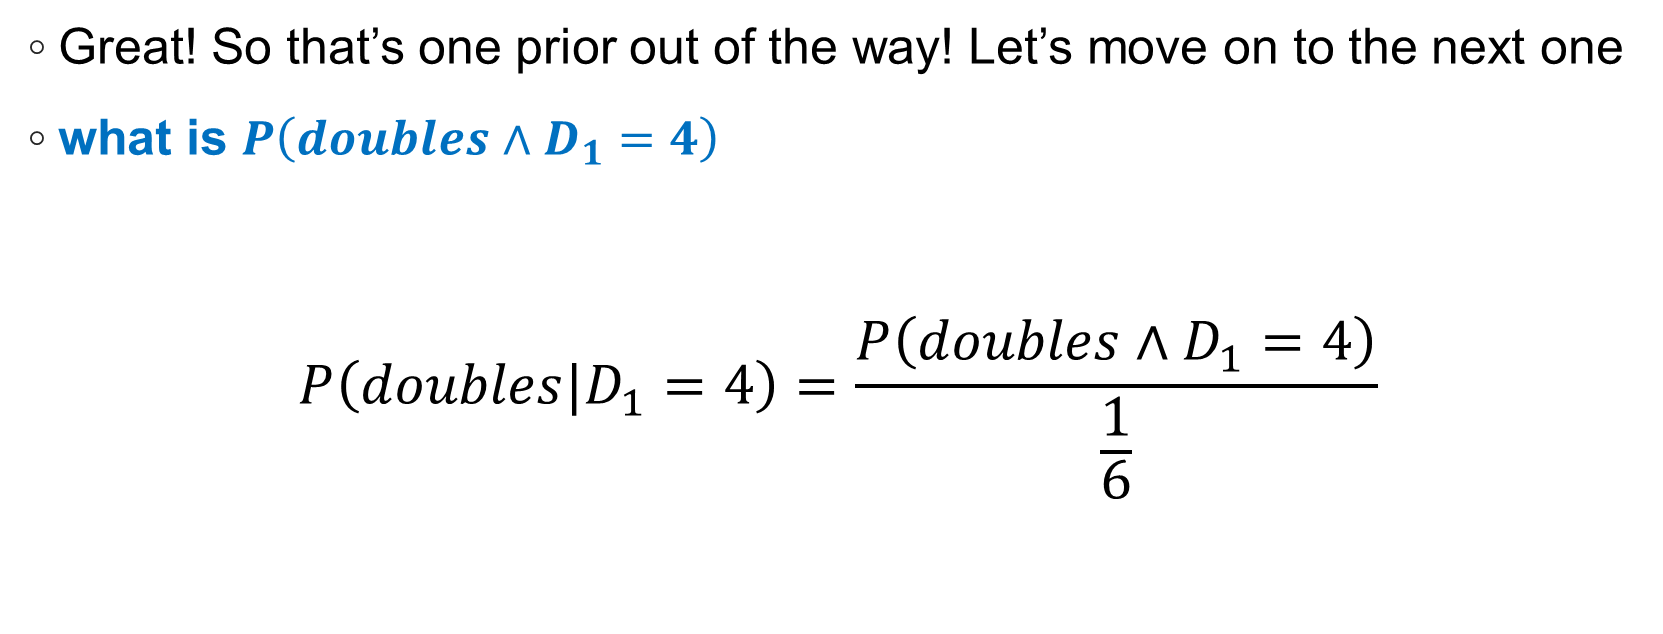 ◦ Great! So that’s one prior out of the way! Let’s move on to the next one
◦ what is P(doubles ∧ D₁ = 4)
P(doubles|D₁ = 4) = P(doubles ∧ D₁ = 4)
1
6